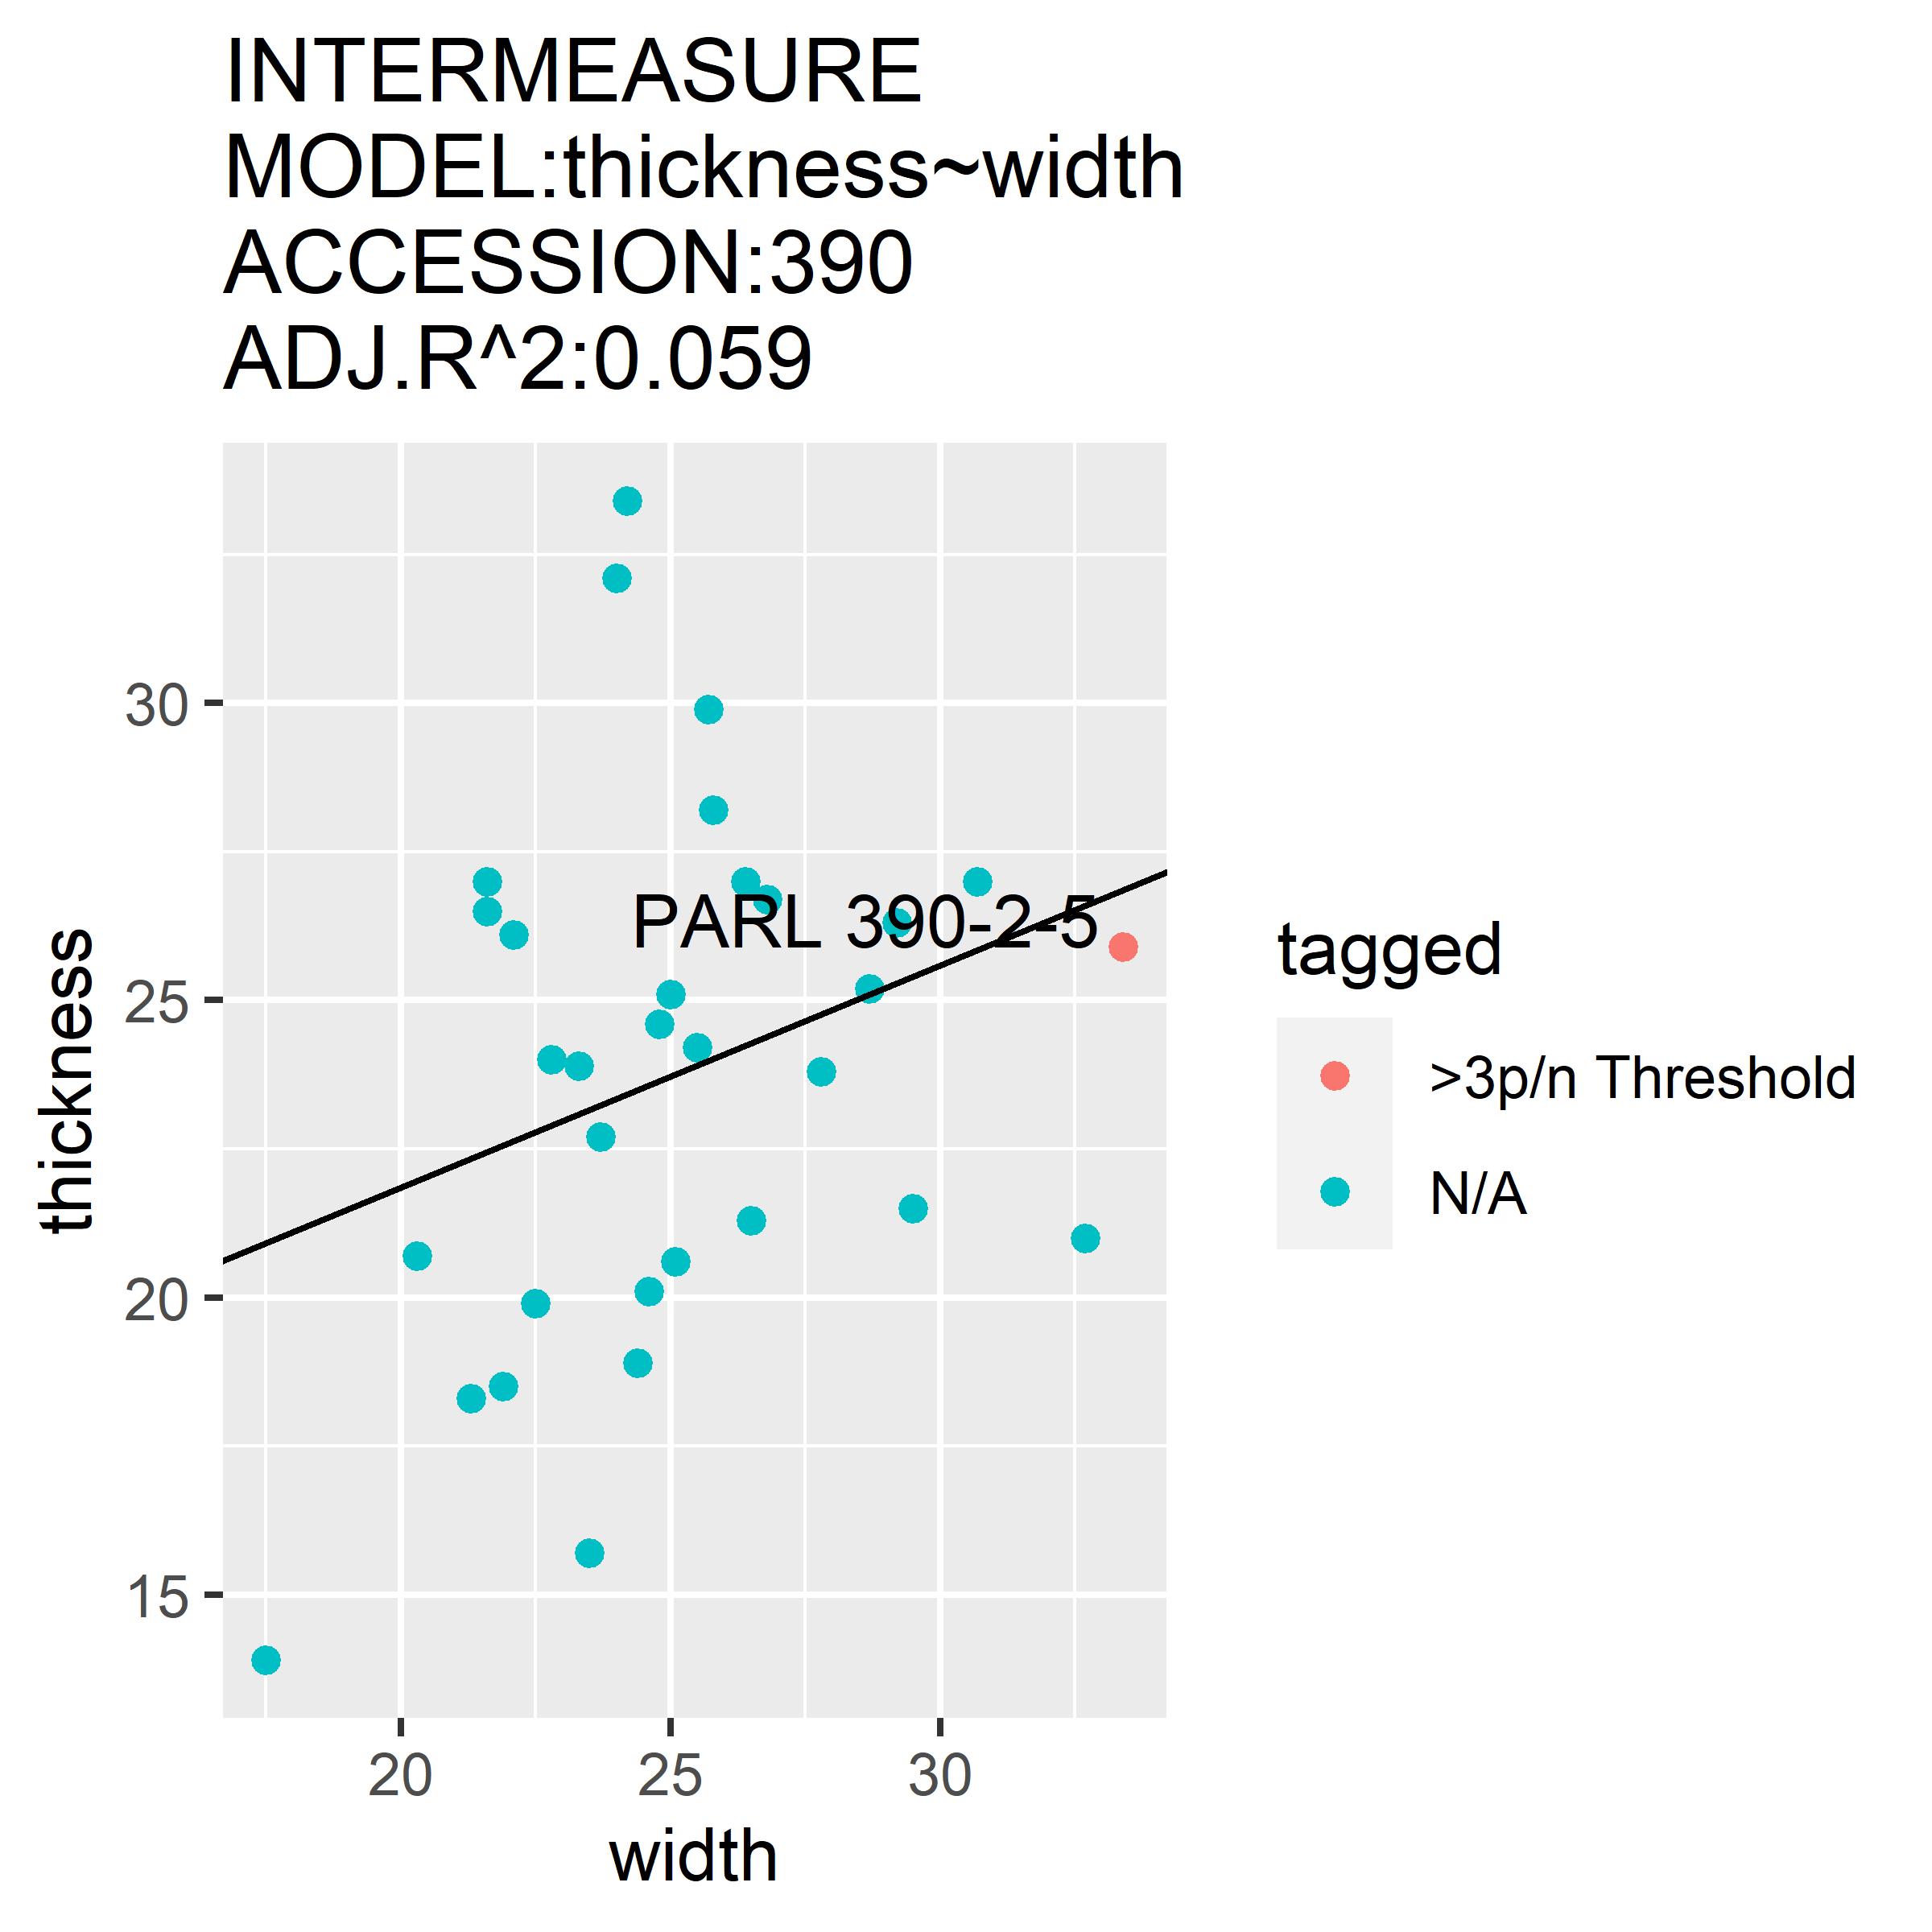 INTERMEASURE
MODEL:thickness~width
ACCESSION:390
ADJ.R^2:0.059
30
25
20
15
thickness
PARL 390-2-5
20 25 30
width
tagged
>3p/n Threshold
N/A